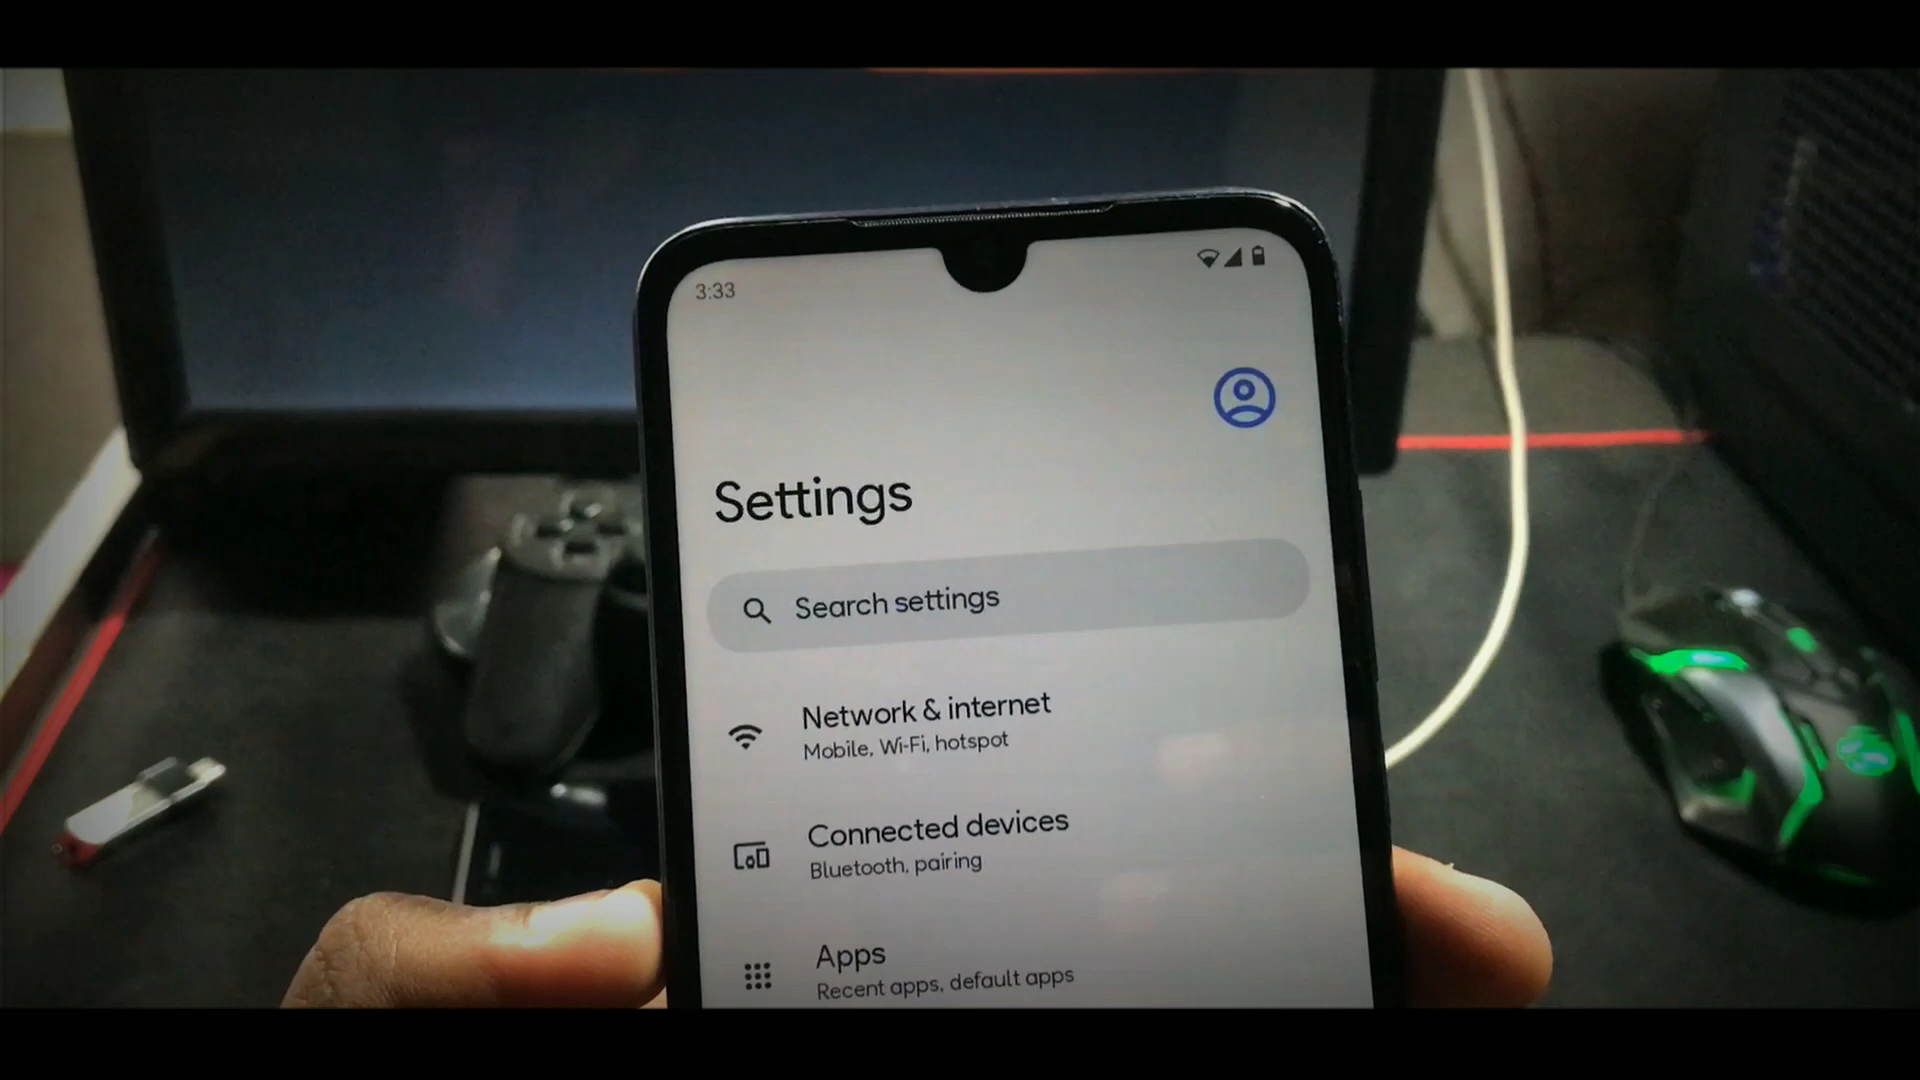 3:33
Settings
Search settings
Network & internet
Mobile, Wi-Fi, hotspot
Connected devices
Bluetooth, pairing
Apps
Recent apps, default apps